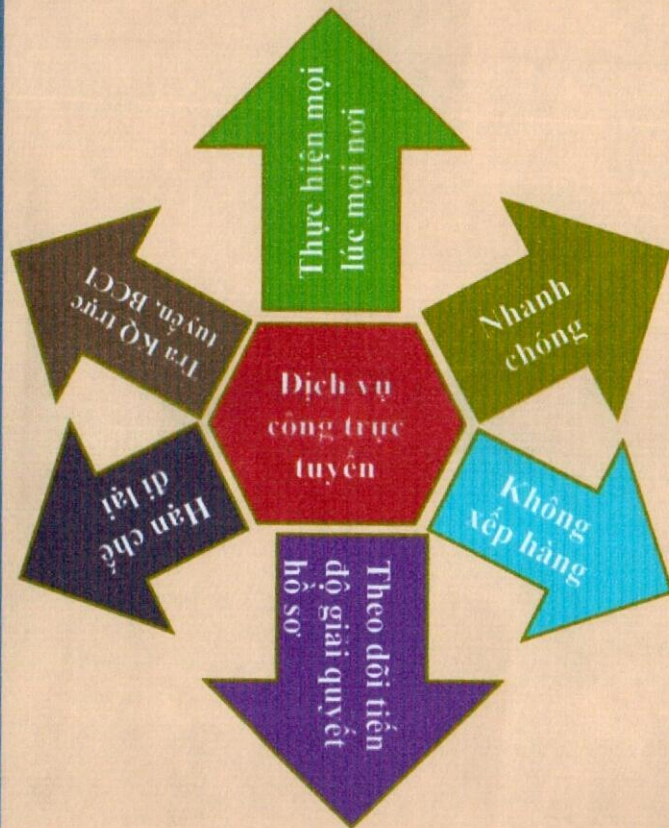 Dịch vụ
công trực
tuyến
Thực hiện mọi
lúc mọi nơi
Nhanh
chóng
Không
xếp hàng
Theo dõi tiến
độ giải quyết
hồ sơ
Hạn chế
đi lại
Tra KQ trực
tuyến, BCCI